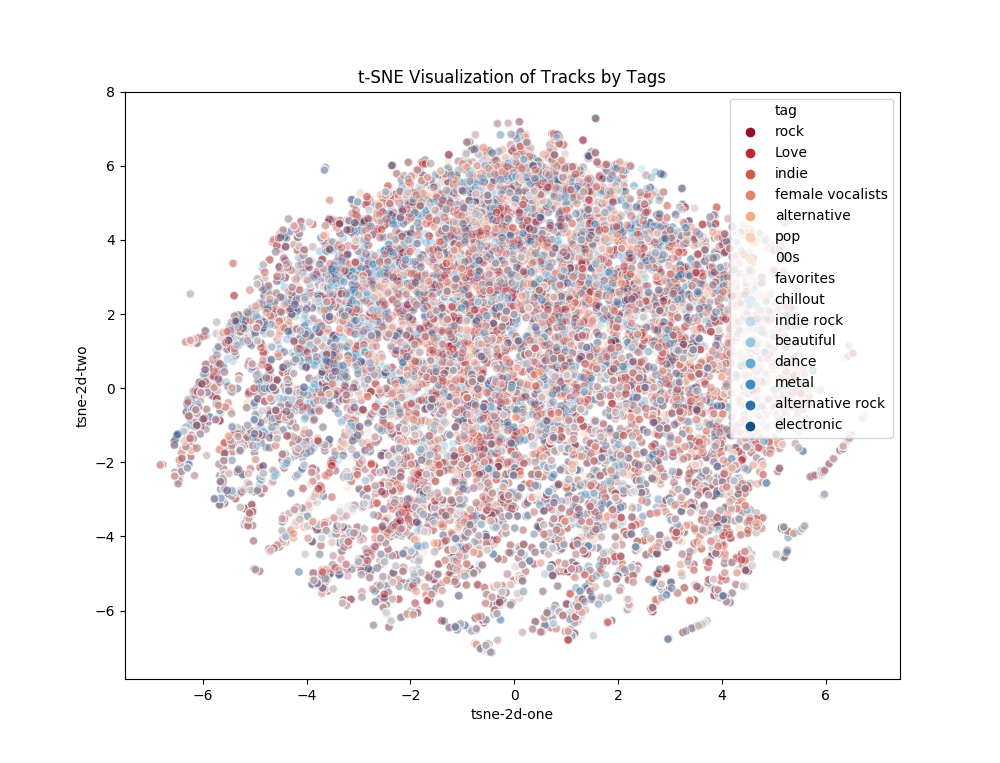 t-SNE Visualization of Tracks by Tags
8
6
4
2
0
−2
−4
−6
tsne-2d-two
−6
−4
−2
0
2
4
6
tsne-2d-one
tag
rock
Love
indie
female vocalists
alternative
pop
00s
favorites
chillout
indie rock
beautiful
dance
metal
alternative rock
electronic